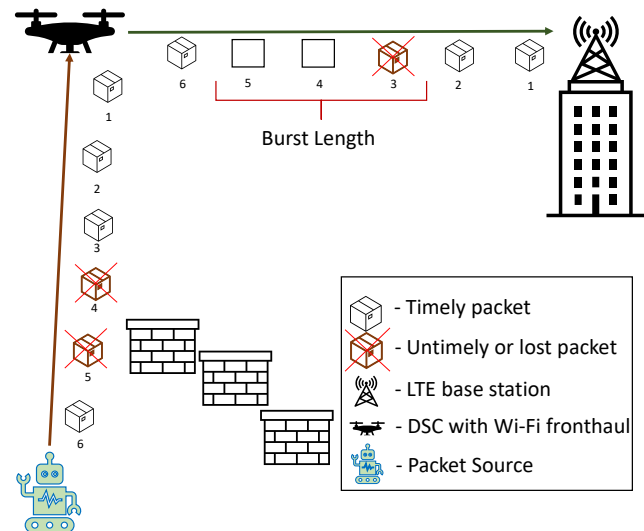 6 5 4 3 2 1
Burst Length
1
2
3
4
5
6
- Timely packet
- Untimely or lost packet
- LTE base station
- DSC with Wi-Fi fronthaul
- Packet Source